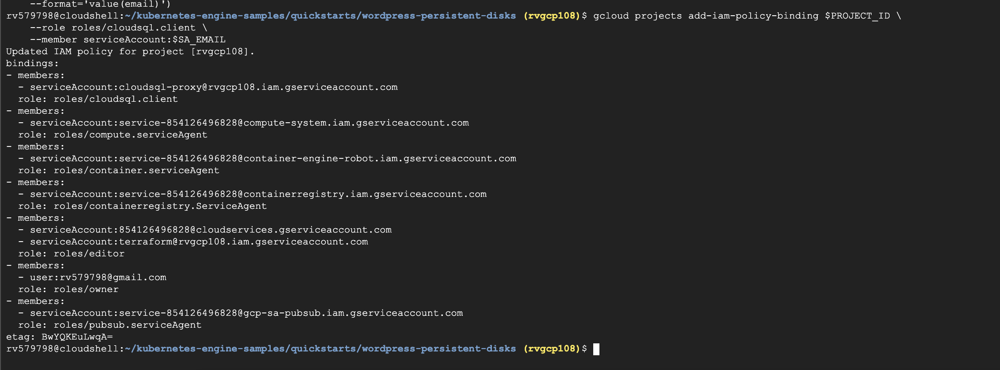 --format='value(email)')
rv579798@cloudshell:~/kubernetes-engine-samples/quickstarts/wordpress-persistent-disks (rvgcp108)$ gcloud projects add-iam-policy-binding $PROJECT_ID \
    --role roles/cloudsql.client \
    --member serviceAccount:$SA_EMAIL
Updated IAM policy for project [rvgcp108].
bindings:
- members:
  - serviceAccount:cloudsql-proxy@rvgcp108.iam.gserviceaccount.com
  role: roles/cloudsql.client
- members:
  - serviceAccount:service-854126496828@compute-system.iam.gserviceaccount.com
  role: roles/compute.serviceAgent
- members:
  - serviceAccount:service-854126496828@container-engine-robot.iam.gserviceaccount.com
  role: roles/container.serviceAgent
- members:
  - serviceAccount:service-854126496828@containerregistry.iam.gserviceaccount.com
  role: roles/containerregistry.ServiceAgent
- members:
  - serviceAccount:854126496828@cloudservices.gserviceaccount.com
  - serviceAccount:terraform@rvgcp108.iam.gserviceaccount.com
  role: roles/editor
- members:
  - user:rv579798@gmail.com
  role: roles/owner
- members:
  - serviceAccount:service-854126496828@gcp-sa-pubsub.iam.gserviceaccount.com
  role: roles/pubsub.serviceAgent
etag: BwYQKEuLwqA=
rv579798@cloudshell:~/kubernetes-engine-samples/quickstarts/wordpress-persistent-disks (rvgcp108)$